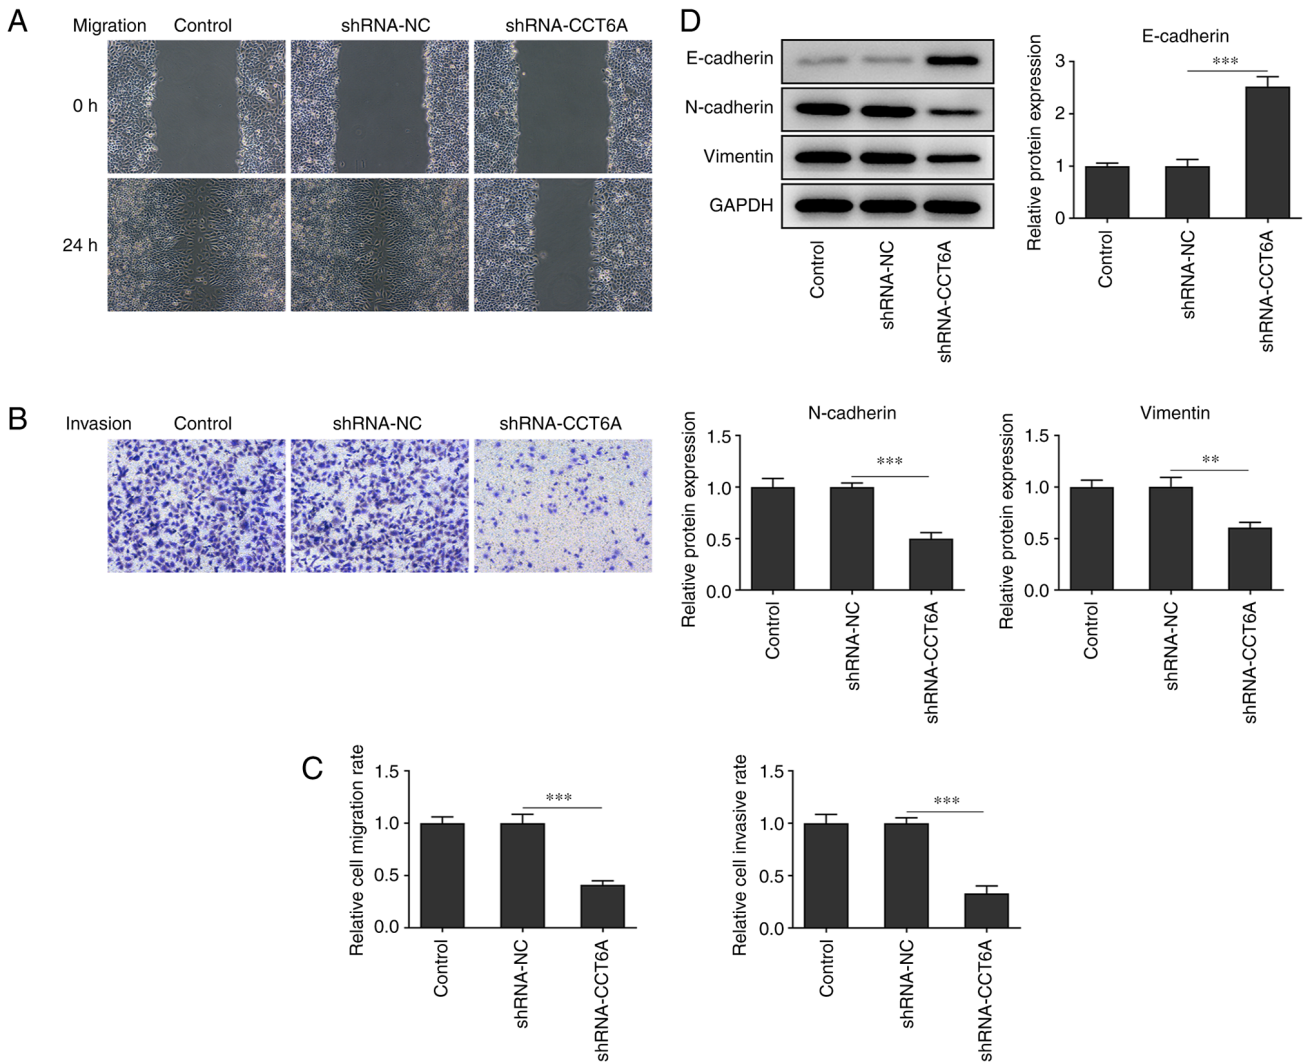 A
Migration Control shRNA-NC shRNA-CCT6A
0 h
24 h
B
Invasion Control shRNA-NC shRNA-CCT6A
C
Relative cell migration rate
1.5
1.0
0.5
0.0
***
Control
shRNA-NC
shRNA-CCT6A
Relative cell invasive rate
1.5
1.0
0.5
0.0
***
Control
shRNA-NC
shRNA-CCT6A
D
E-cadherin
N-cadherin
Vimentin
GAPDH
Control
shRNA-NC
shRNA-CCT6A
E-cadherin
Relative protein expression
3
2
1
0
***
Control
shRNA-NC
shRNA-CCT6A
N-cadherin
Relative protein expression
1.5
1.0
0.5
0.0
***
Control
shRNA-NC
shRNA-CCT6A
Vimentin
Relative protein expression
1.5
1.0
0.5
0.0
**
Control
shRNA-NC
shRNA-CCT6A